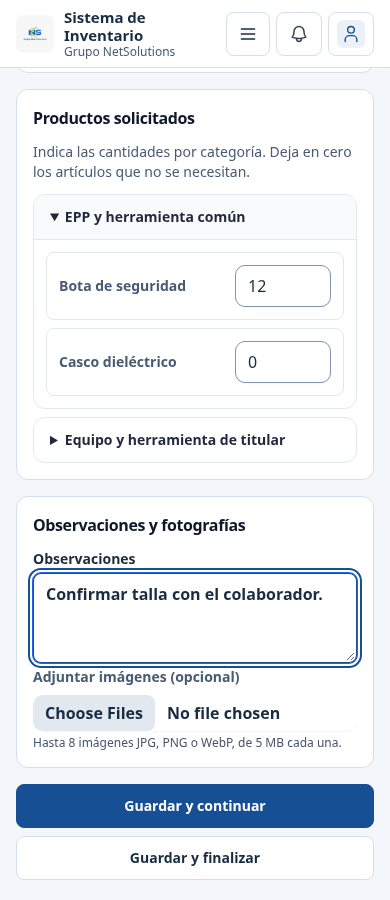 Sistema de
Inventario
Grupo NetSolutions
Productos solicitados
Indica las cantidades por categoría. Deja en cero
los artículos que no se necesitan.
▼ EPP y herramienta común
Bota de seguridad 12
Casco dieléctrico 0
▶ Equipo y herramienta de titular
Observaciones y fotografías
Observaciones
Confirmar talla con el colaborador.
Adjuntar imágenes (opcional)
Choose Files No file chosen
Hasta 8 imágenes JPG, PNG o WebP, de 5 MB cada una.
Guardar y continuar
Guardar y finalizar